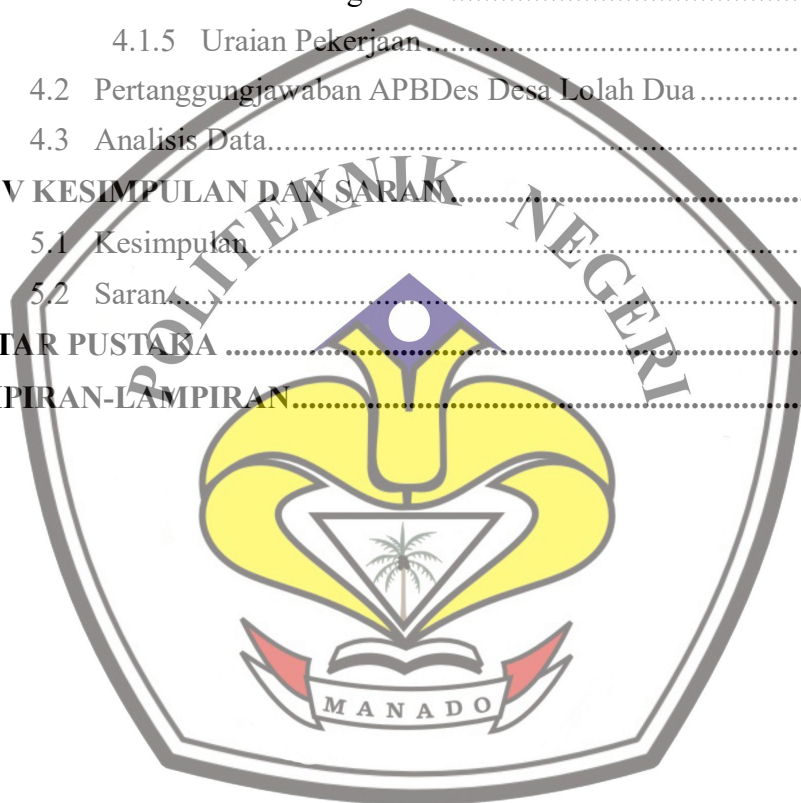 4.1.5 Uraian Pekerjaan........................................
4.2 Pertanggungjawaban APBDes Desa Lolah Dua..............
4.3 Analisis Data........................................................
V KESIMPULAN DAN SARAN........................................
5.1 Kesimpulan........................................................
5.2 Saran........................................................
TAR PUSTAKA........................................................
PIRAN-LAMPIRAN........................................................
POLITEKNIK NEGERI
MANADO